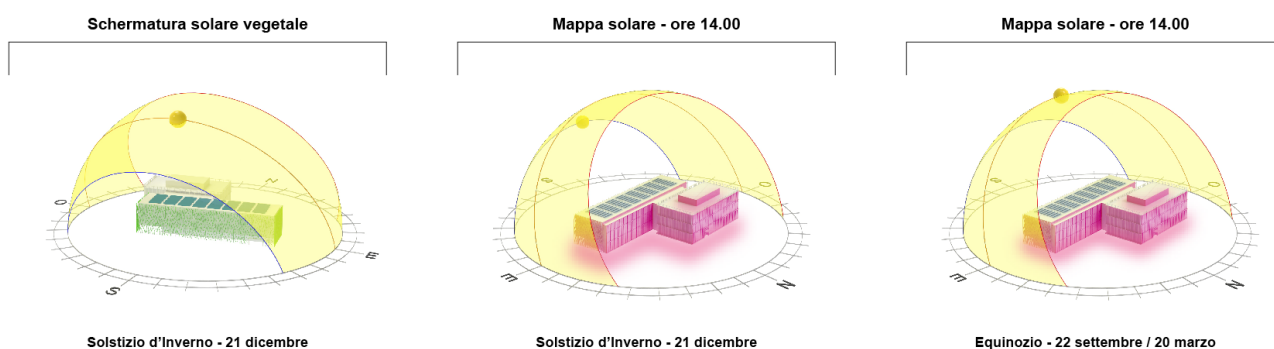 Schermatura solare vegetale
Mappa solare - ore 14.00
Mappa solare - ore 14.00
O
N
S
E
S
O
E
N
S
O
E
N
Solstizio d'Inverno - 21 dicembre
Solstizio d'Inverno - 21 dicembre
Equinozio - 22 settembre / 20 marzo